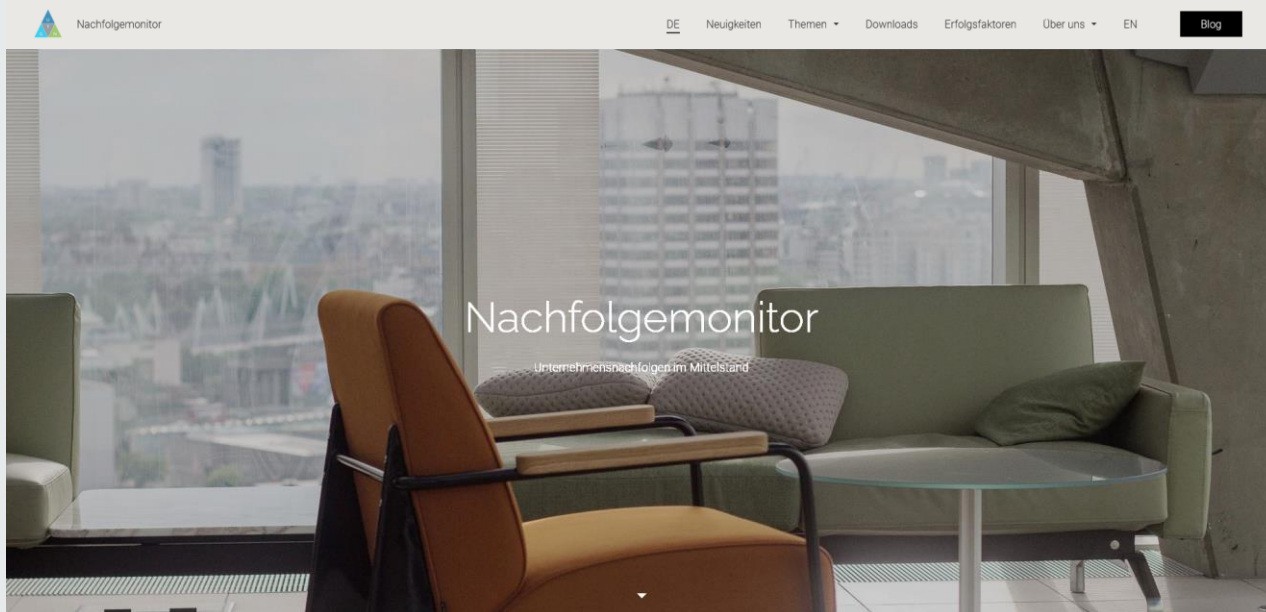 Nachfolgemonitor
DE Neuigkeiten Themen Downloads Erfolgsfaktoren Über uns EN Blog
Nachfolgemonitor
Unternehmensnachfolgen im Mittelstand